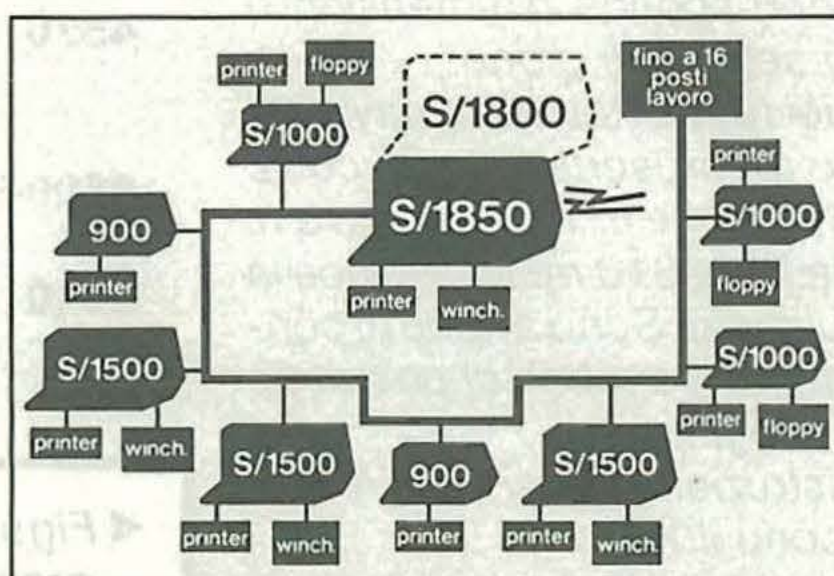 printer
floppy
S/1000
S/1800
fino a 16
posti
lavoro
S/1850
printer
winch.
900
printer
printer
S/1000
floppy
S/1500
printer
winch.
S/1000
printer
floppy
S/1500
printer
winch.
900
printer
S/1500
printer
winch.